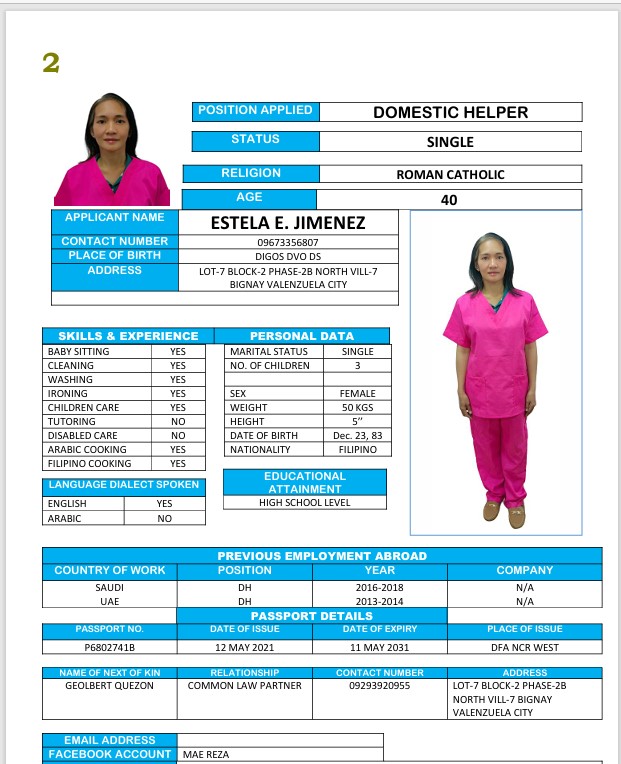 2
POSITION APPLIED DOMESTIC HELPER
STATUS SINGLE
RELIGION ROMAN CATHOLIC
AGE 40
APPLICANT NAME ESTELA E. JIMENEZ
CONTACT NUMBER 09673356807
PLACE OF BIRTH DIGOS DVO DS
ADDRESS LOT-7 BLOCK-2 PHASE-2B NORTH VILL-7
BIGNAY VALENZUELA CITY
SKILLS & EXPERIENCE PERSONAL DATA
BABY SITTING YES MARITAL STATUS SINGLE
CLEANING YES NO. OF CHILDREN 3
WASHING YES
IRONING YES SEX FEMALE
CHILDREN CARE YES WEIGHT 50 KGS
TUTORING NO HEIGHT 5’’
DISABLED CARE NO DATE OF BIRTH Dec. 23, 83
ARABIC COOKING YES NATIONALITY FILIPINO
FILIPINO COOKING YES
LANGUAGE DIALECT SPOKEN
ENGLISH YES
ARABIC NO
EDUCATIONAL
ATTAINMENT
HIGH SCHOOL LEVEL
PREVIOUS EMPLOYMENT ABROAD
COUNTRY OF WORK POSITION YEAR COMPANY
SAUDI DH 2016-2018 N/A
UAE DH 2013-2014 N/A
PASSPORT DETAILS
PASSPORT NO. DATE OF ISSUE DATE OF EXPIRY PLACE OF ISSUE
P6802741B 12 MAY 2021 11 MAY 2031 DFA NCR WEST
NAME OF NEXT OF KIN RELATIONSHIP CONTACT NUMBER ADDRESS
GEOLBERT QUEZON COMMON LAW PARTNER 09293920955 LOT-7 BLOCK-2 PHASE-2B
NORTH VILL-7 BIGNAY
VALENZUELA CITY
EMAIL ADDRESS
FACEBOOK ACCOUNT MAE REZA